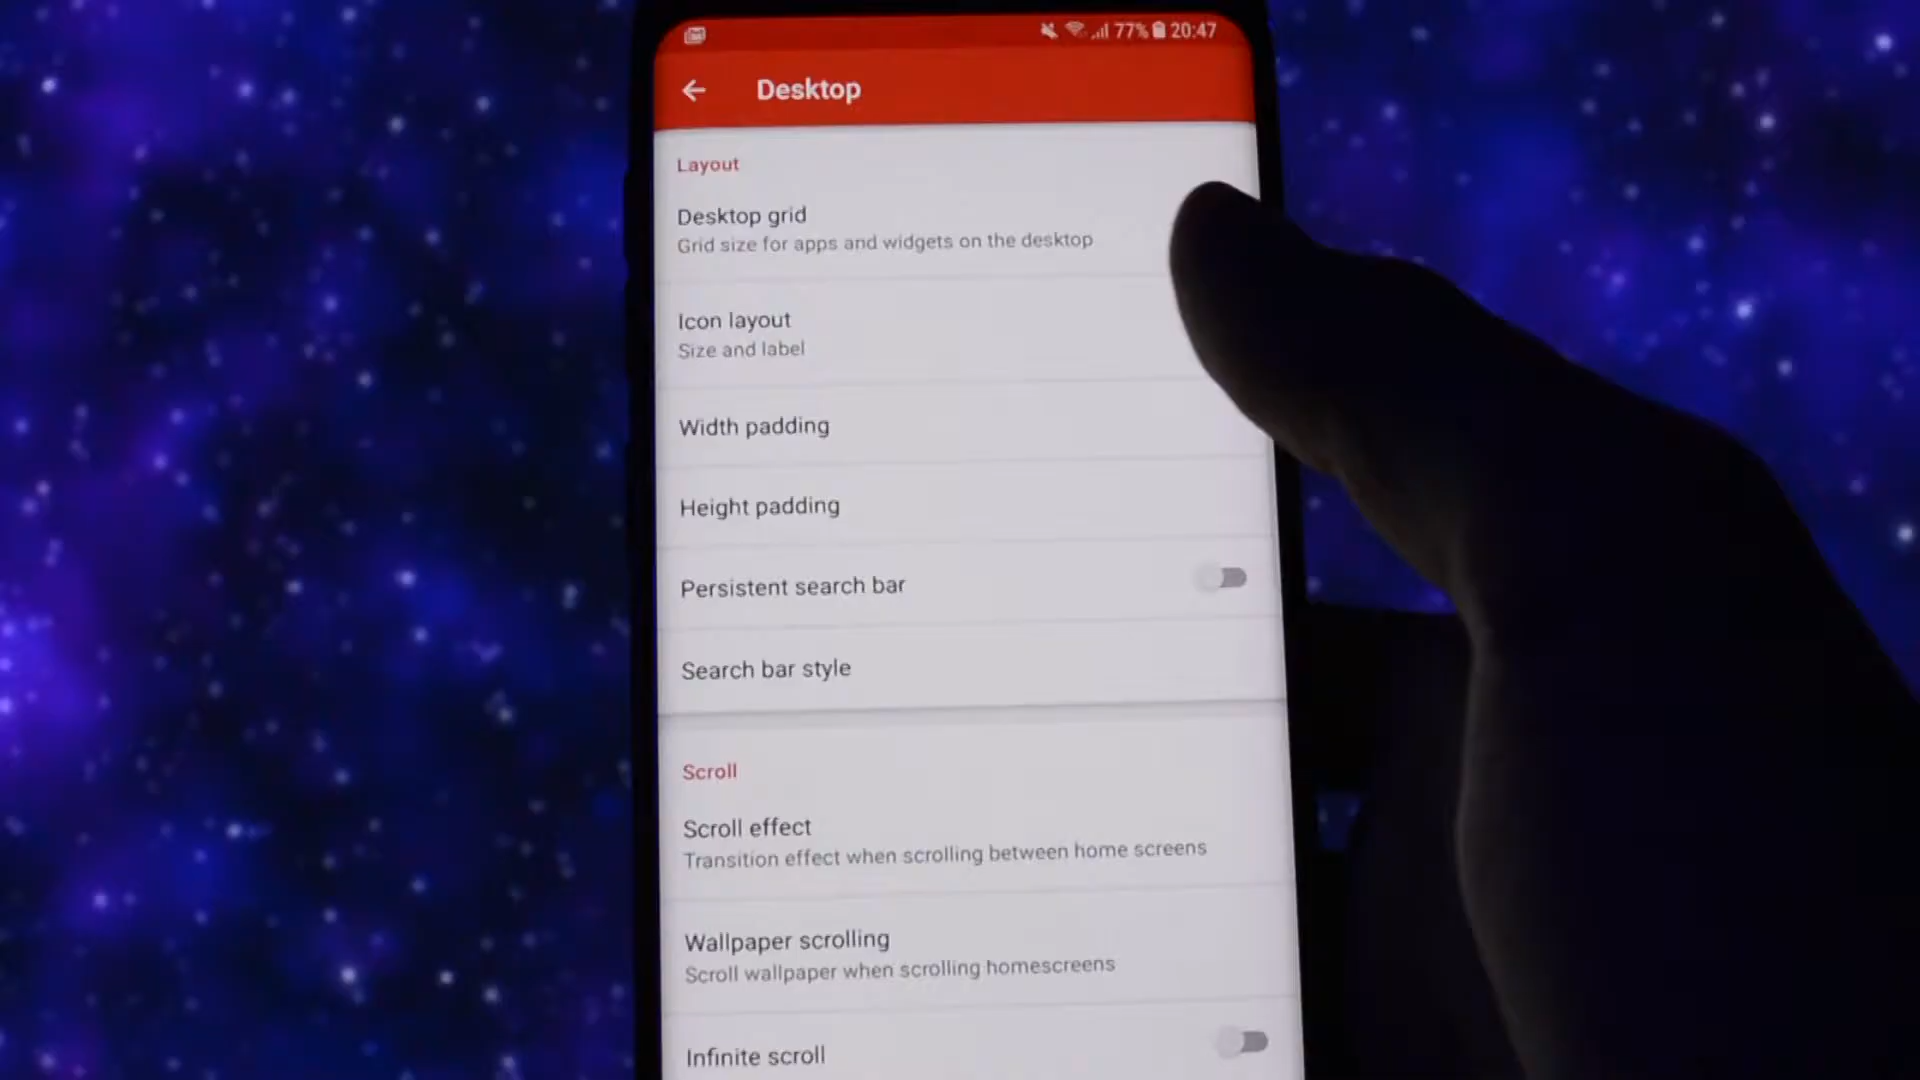 77% 20:47
Desktop
Layout
Desktop grid
Grid size for apps and widgets on the desktop
Icon layout
Size and label
Width padding
Height padding
Persistent search bar
Search bar style
Scroll
Scroll effect
Transition effect when scrolling between home screens
Wallpaper scrolling
Scroll wallpaper when scrolling homescreens
Infinite scroll